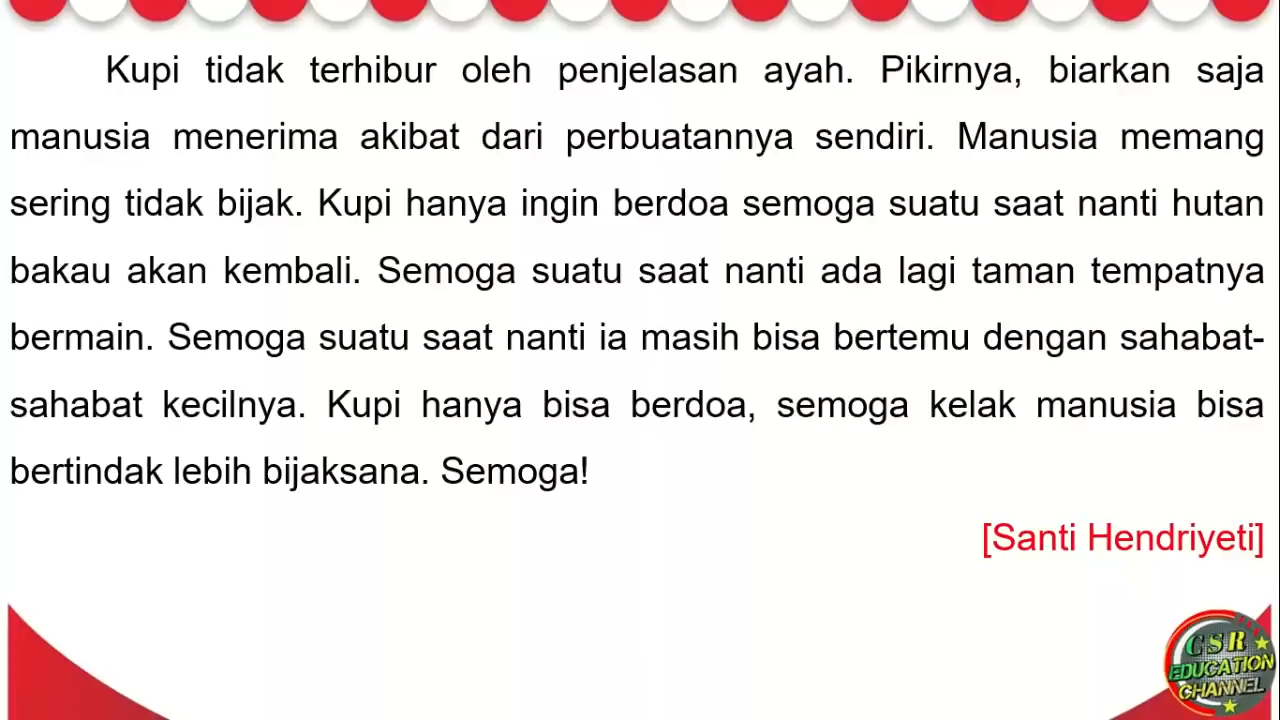 Kupi tidak terhibur oleh penjelasan ayah. Pikirnya, biarkan saja
manusia menerima akibat dari perbuatannya sendiri. Manusia memang
sering tidak bijak. Kupi hanya ingin berdoa semoga suatu saat nanti hutan
bakau akan kembali. Semoga suatu saat nanti ada lagi taman tempatnya
bermain. Semoga suatu saat nanti ia masih bisa bertemu dengan sahabat-
sahabat kecilnya. Kupi hanya bisa berdoa, semoga kelak manusia bisa
bertindak lebih bijaksana. Semoga!
[Santi Hendriyeti]
CSR
EDUCATION
CHANNEL